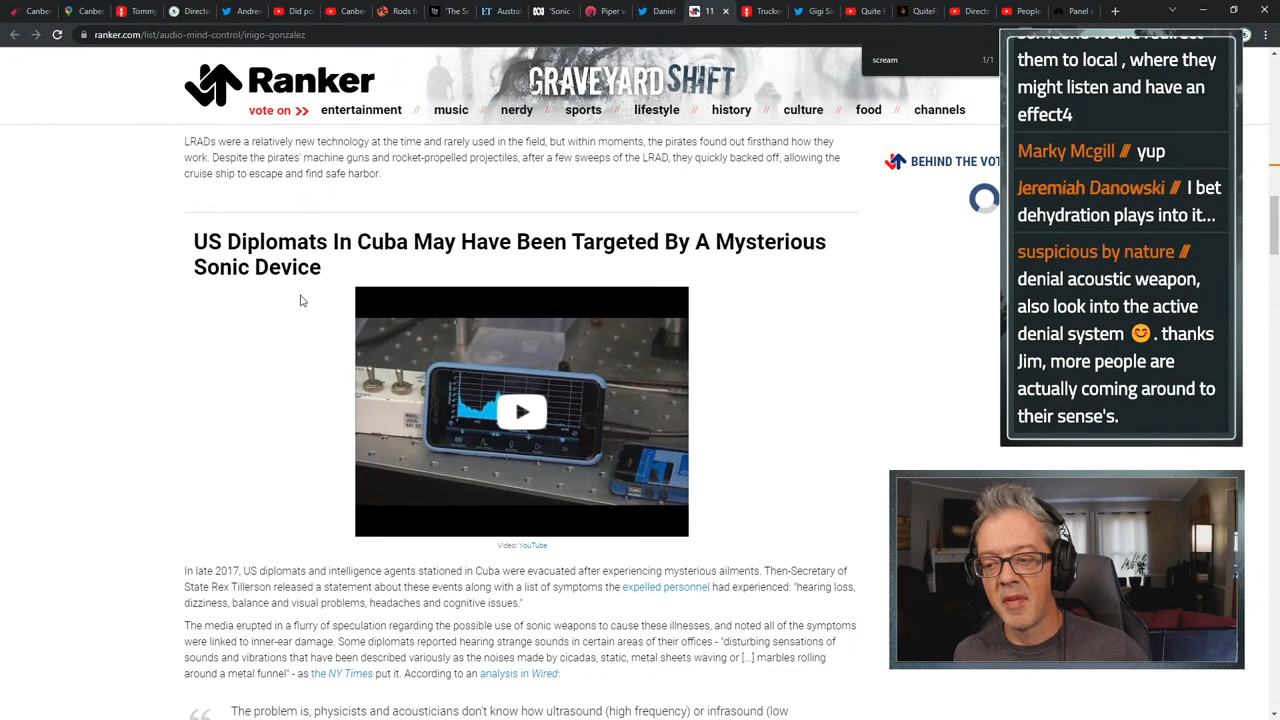 Canber
Canber
Tommy
Directe
Andrew
Did po
Canber
Rods f
'The Sc
Austral
Sonic
Piper v
Daniel
11
Trucke
Gigi Sc
Quite F
QuiteF
Directe
People
Panel c
ranker.com/list/audio-mind-control/inigo-gonzalez
scream 1/1
Ranker
GRAVEYARD SHIFT
vote on entertainment // music // nerdy // sports // lifestyle // history // culture // food // channels
LRADs were a relatively new technology at the time and rarely used in the field, but within moments, the pirates found out firsthand how they
work. Despite the pirates' machine guns and rocket-propelled projectiles, after a few sweeps of the LRAD, they quickly backed off, allowing the
cruise ship to escape and find safe harbor.
BEHIND THE VOT
US Diplomats In Cuba May Have Been Targeted By A Mysterious
Sonic Device
Video: YouTube
In late 2017, US diplomats and intelligence agents stationed in Cuba were evacuated after experiencing mysterious ailments. Then-Secretary of
State Rex Tillerson released a statement about these events along with a list of symptoms the expelled personnel had experienced: "hearing loss,
dizziness, balance and visual problems, headaches and cognitive issues."
The media erupted in a flurry of speculation regarding the possible use of sonic weapons to cause these illnesses, and noted all of the symptoms
were linked to inner-ear damage. Some diplomats reported hearing strange sounds in certain areas of their offices - "disturbing sensations of
sounds and vibrations that have been described variously as the noises made by cicadas, static, metal sheets waving or [...] marbles rolling
around a metal funnel" - as the NY Times put it. According to an analysis in Wired:
The problem is, physicists and acousticians don't know how ultrasound (high frequency) or infrasound (low
someone would redirect
them to local , where they
might listen and have an
effect4
Marky Mcgill /// yup
Jeremiah Danowski /// I bet
dehydration plays into it...
suspicious by nature ///
denial acoustic weapon,
also look into the active
denial system 😊. thanks
Jim, more people are
actually coming around to
their sense's.